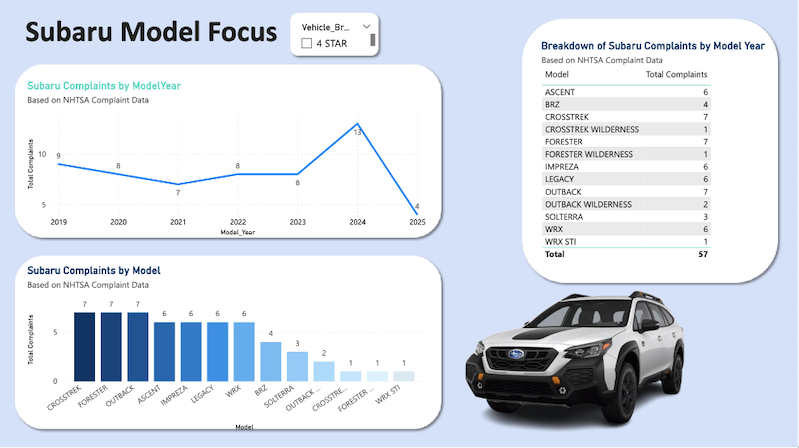 Subaru Model Focus
Vehicle_Br...
4 STAR
Subaru Complaints by ModelYear
Based on NHTSA Complaint Data
Total Complaints
10
5
9
8
7
8
8
13
4
2019 2020 2021 2022 2023 2024 2025
Model_Year
Subaru Complaints by Model
Based on NHTSA Complaint Data
Total Complaints
5
0
7 7 7 6 6 6 6 4 3 2 1 1 1
CROSSTREK FORESTER OUTBACK ASCENT IMPREZA LEGACY WRX BRZ SOLTERRA OUTBACK ... CROSSTRE... FORESTER ... WRX STI
Model
Breakdown of Subaru Complaints by Model Year
Based on NHTSA Complaint Data
Model Total Complaints
ASCENT 6
BRZ 4
CROSSTREK 7
CROSSTREK WILDERNESS 1
FORESTER 7
FORESTER WILDERNESS 1
IMPREZA 6
LEGACY 6
OUTBACK 7
OUTBACK WILDERNESS 2
SOLTERRA 3
WRX 6
WRX STI 1
Total 57